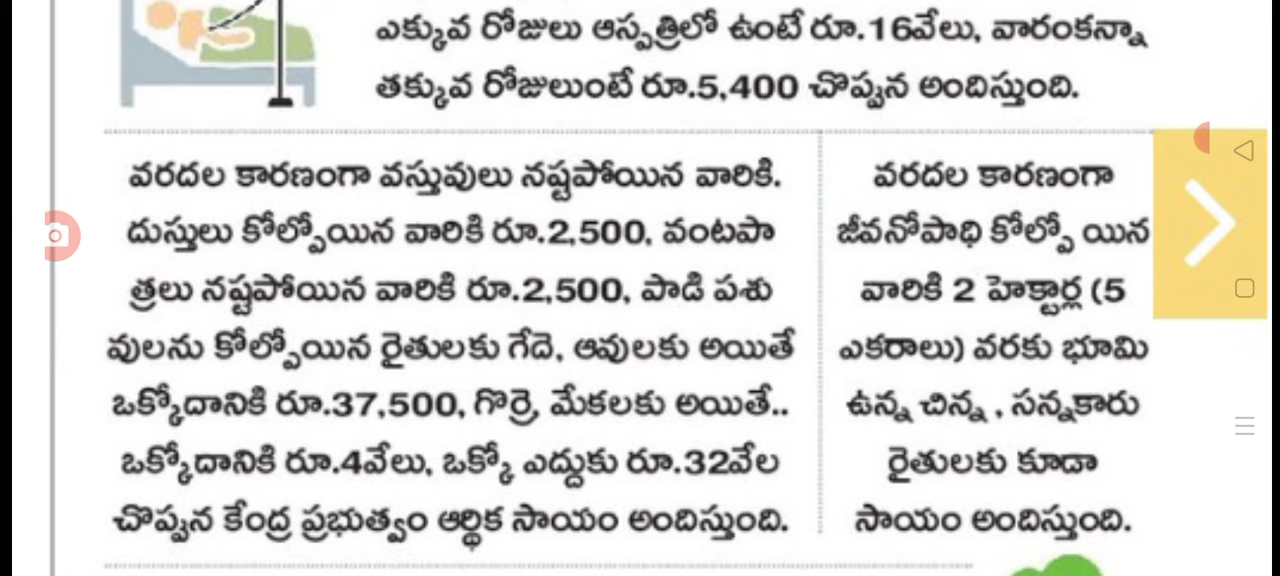 ఎక్కువ రోజులు ఆస్పత్రిలో ఉంటే రూ.16వేలు, వారంకన్నా
తక్కువ రోజులుంటే రూ.5,400 చొప్పున అందిస్తుంది.
వరదల కారణంగా వస్తువులు నష్టపోయిన వారికి.
దుస్తులు కోల్పోయిన వారికి రూ.2,500, వంటపా
త్రలు నష్టపోయిన వారికి రూ.2,500, పాడి పశు
వులను కోల్పోయిన రైతులకు గేదె, ఆవులకు అయితే
ఒక్కోదానికి రూ.37,500, గొర్రె, మేకలకు అయితే..
ఒక్కోదానికి రూ.4వేలు, ఒక్కో ఎద్దుకు రూ.32వేల
చొప్పున కేంద్ర ప్రభుత్వం ఆర్థిక సాయం అందిస్తుంది.
వరదల కారణంగా
జీవనోపాధి కోల్పో యిన
వారికి 2 హెక్టార్ల (5
ఎకరాలు) వరకు భూమి
ఉన్న చిన్న , సన్నకారు
రైతులకు కూడా
సాయం అందిస్తుంది.